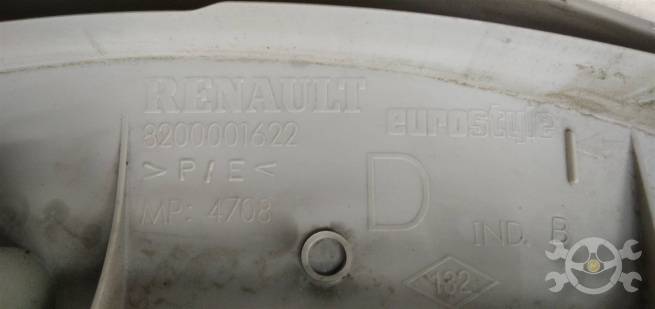 RENAULT
eurostyle
8200001622
>P/E<
MP: 4708
D
IND. B
132